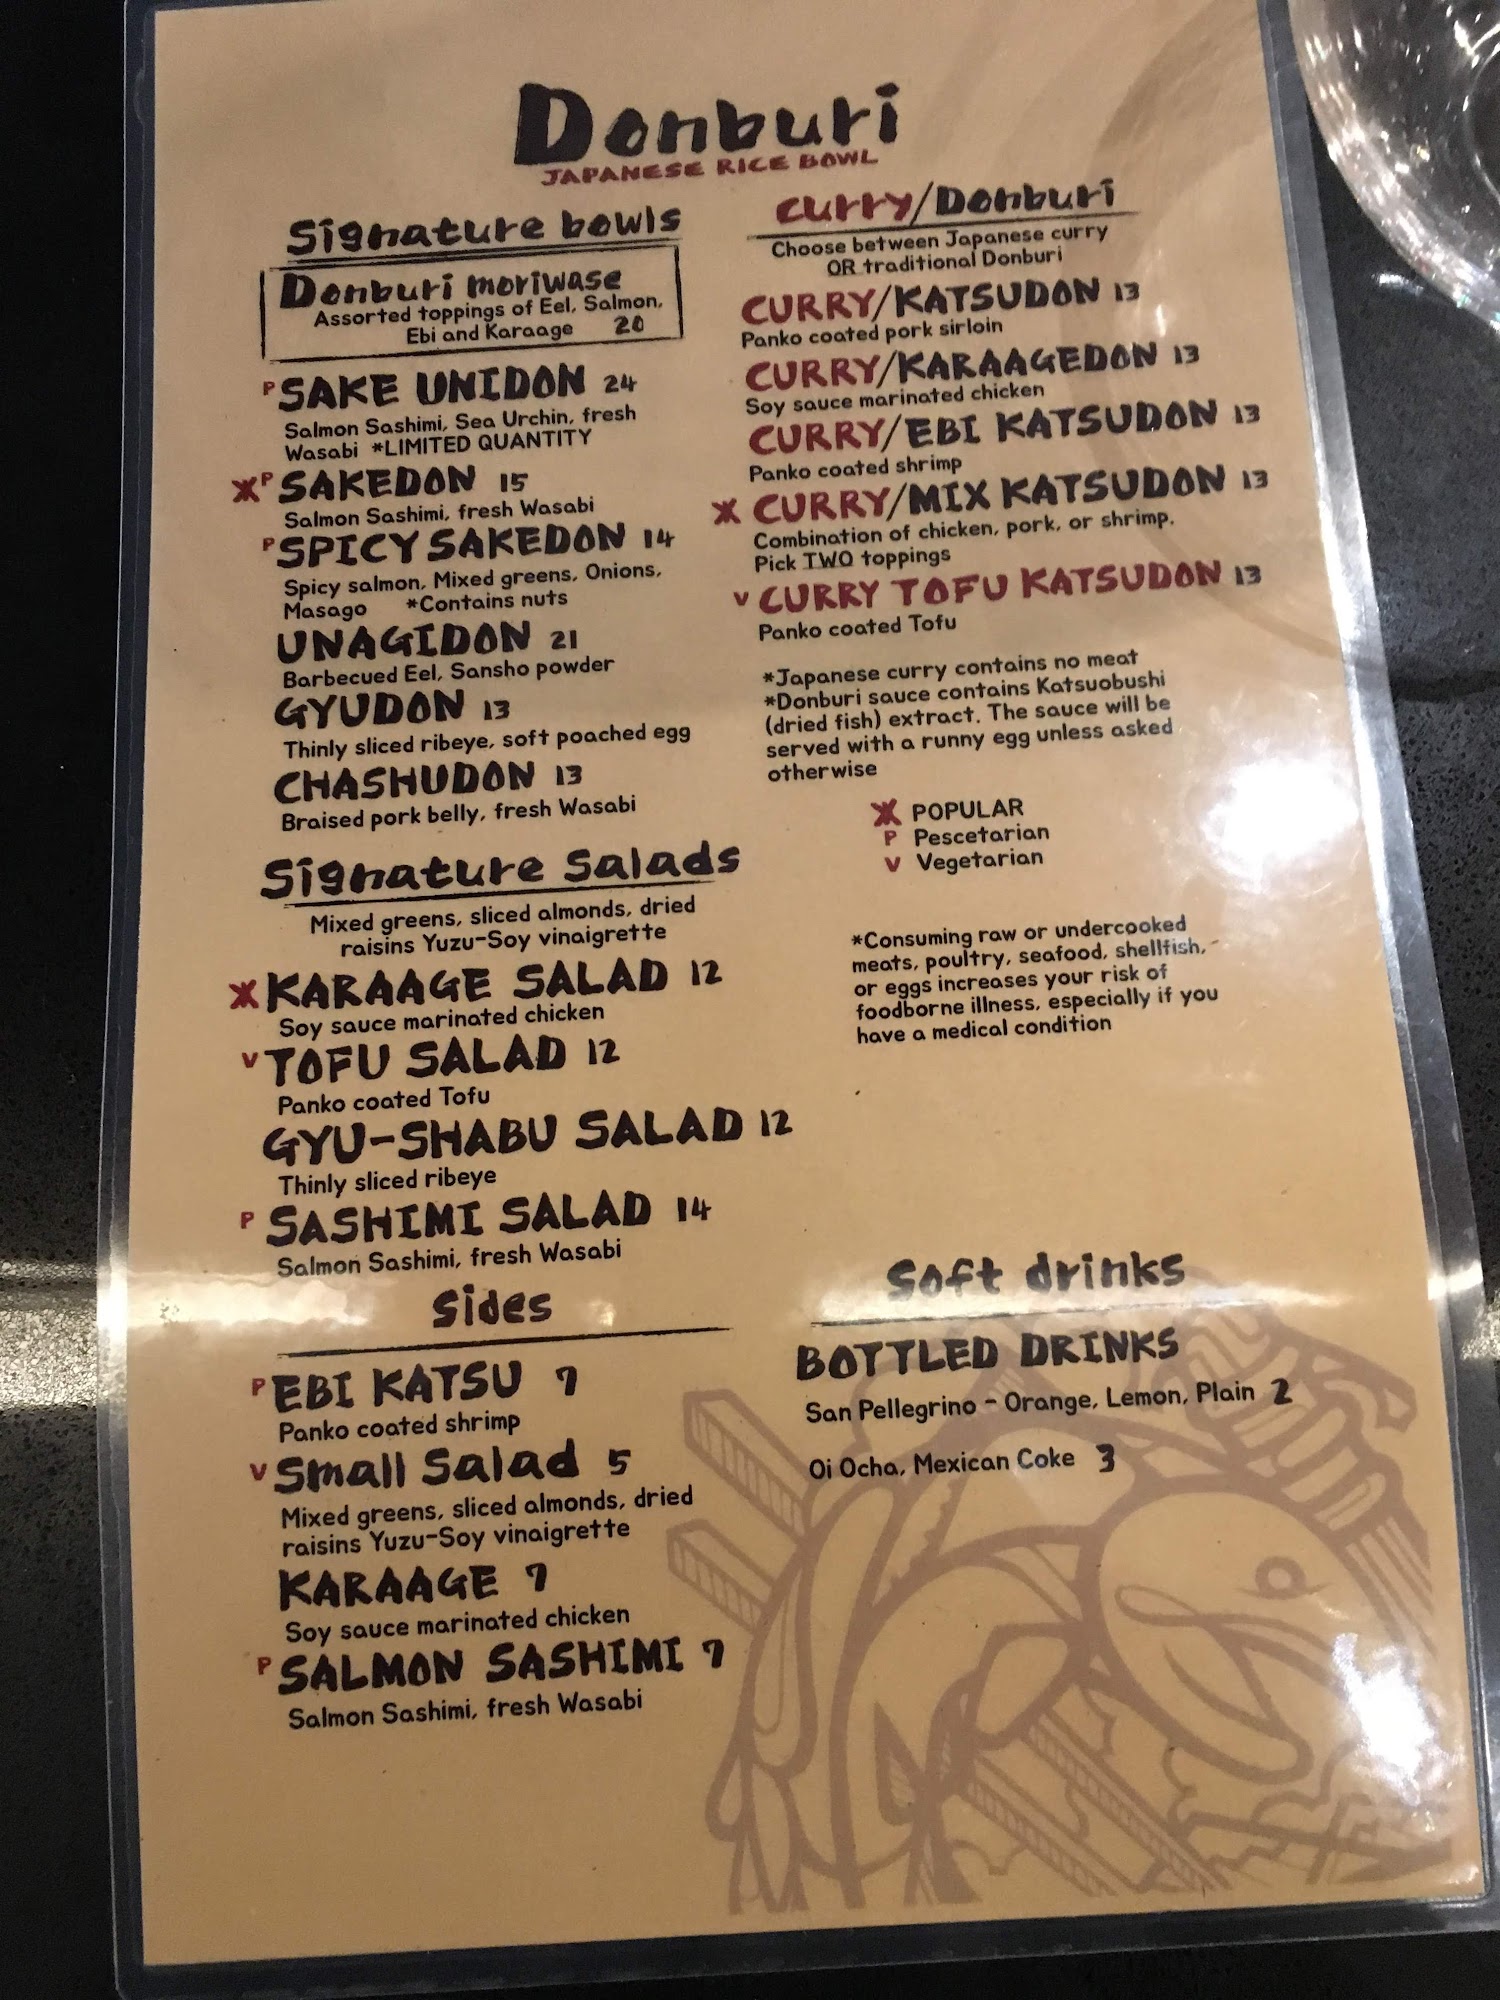 Donburi
JAPANESE RICE BOWL
Signature bowls
Donburi moriwase
Assorted toppings of Eel, Salmon,
Ebi and Karaage 20
P SAKE UNIDON 24
Salmon Sashimi, Sea Urchin, fresh
Wasabi *LIMITED QUANTITY
P SAKEDON 15
Salmon Sashimi, fresh Wasabi
P SPICY SAKEDON 14
Spicy salmon, Mixed greens, Onions,
Masago *Contains nuts
UNAGIDON 21
Barbecued Eel, Sansho powder
GYUDON 13
Thinly sliced ribeye, soft poached egg
CHASHUDON 13
Braised pork belly, fresh Wasabi
Signature Salads
Mixed greens, sliced almonds, dried
raisins Yuzu-Soy vinaigrette
KARAAGE SALAD 12
Soy sauce marinated chicken
V TOFU SALAD 12
Panko coated Tofu
GYU-SHABU SALAD 12
Thinly sliced ribeye
P SASHIMI SALAD 14
Salmon Sashimi, fresh Wasabi
Sides
P EBI KATSU 7
Panko coated shrimp
V Small Salad 5
Mixed greens, sliced almonds, dried
raisins Yuzu-Soy vinaigrette
KARAAGE 7
Soy sauce marinated chicken
P SALMON SASHIMI 7
Salmon Sashimi, fresh Wasabi
Curry/Donburi
Choose between Japanese curry
OR traditional Donburi
CURRY/KATSUDON 13
Panko coated pork sirloin
CURRY/KARAAGEDON 13
Soy sauce marinated chicken
CURRY/EBI KATSUDON 13
Panko coated shrimp
CURRY/MIX KATSUDON 13
Combination of chicken, pork, or shrimp.
Pick TWO toppings
V CURRY TOFU KATSUDON 13
Panko coated Tofu
*Japanese curry contains no meat
*Donburi sauce contains Katsuobushi
(dried fish) extract. The sauce will be
served with a runny egg unless asked
otherwise
POPULAR
P Pescetarian
V Vegetarian
*Consuming raw or undercooked
meats, poultry, seafood, shellfish,
or eggs increases your risk of
foodborne illness, especially if you
have a medical condition
Soft drinks
BOTTLED DRINKS
San Pellegrino - Orange, Lemon, Plain 2
Oi Ocha, Mexican Coke 3